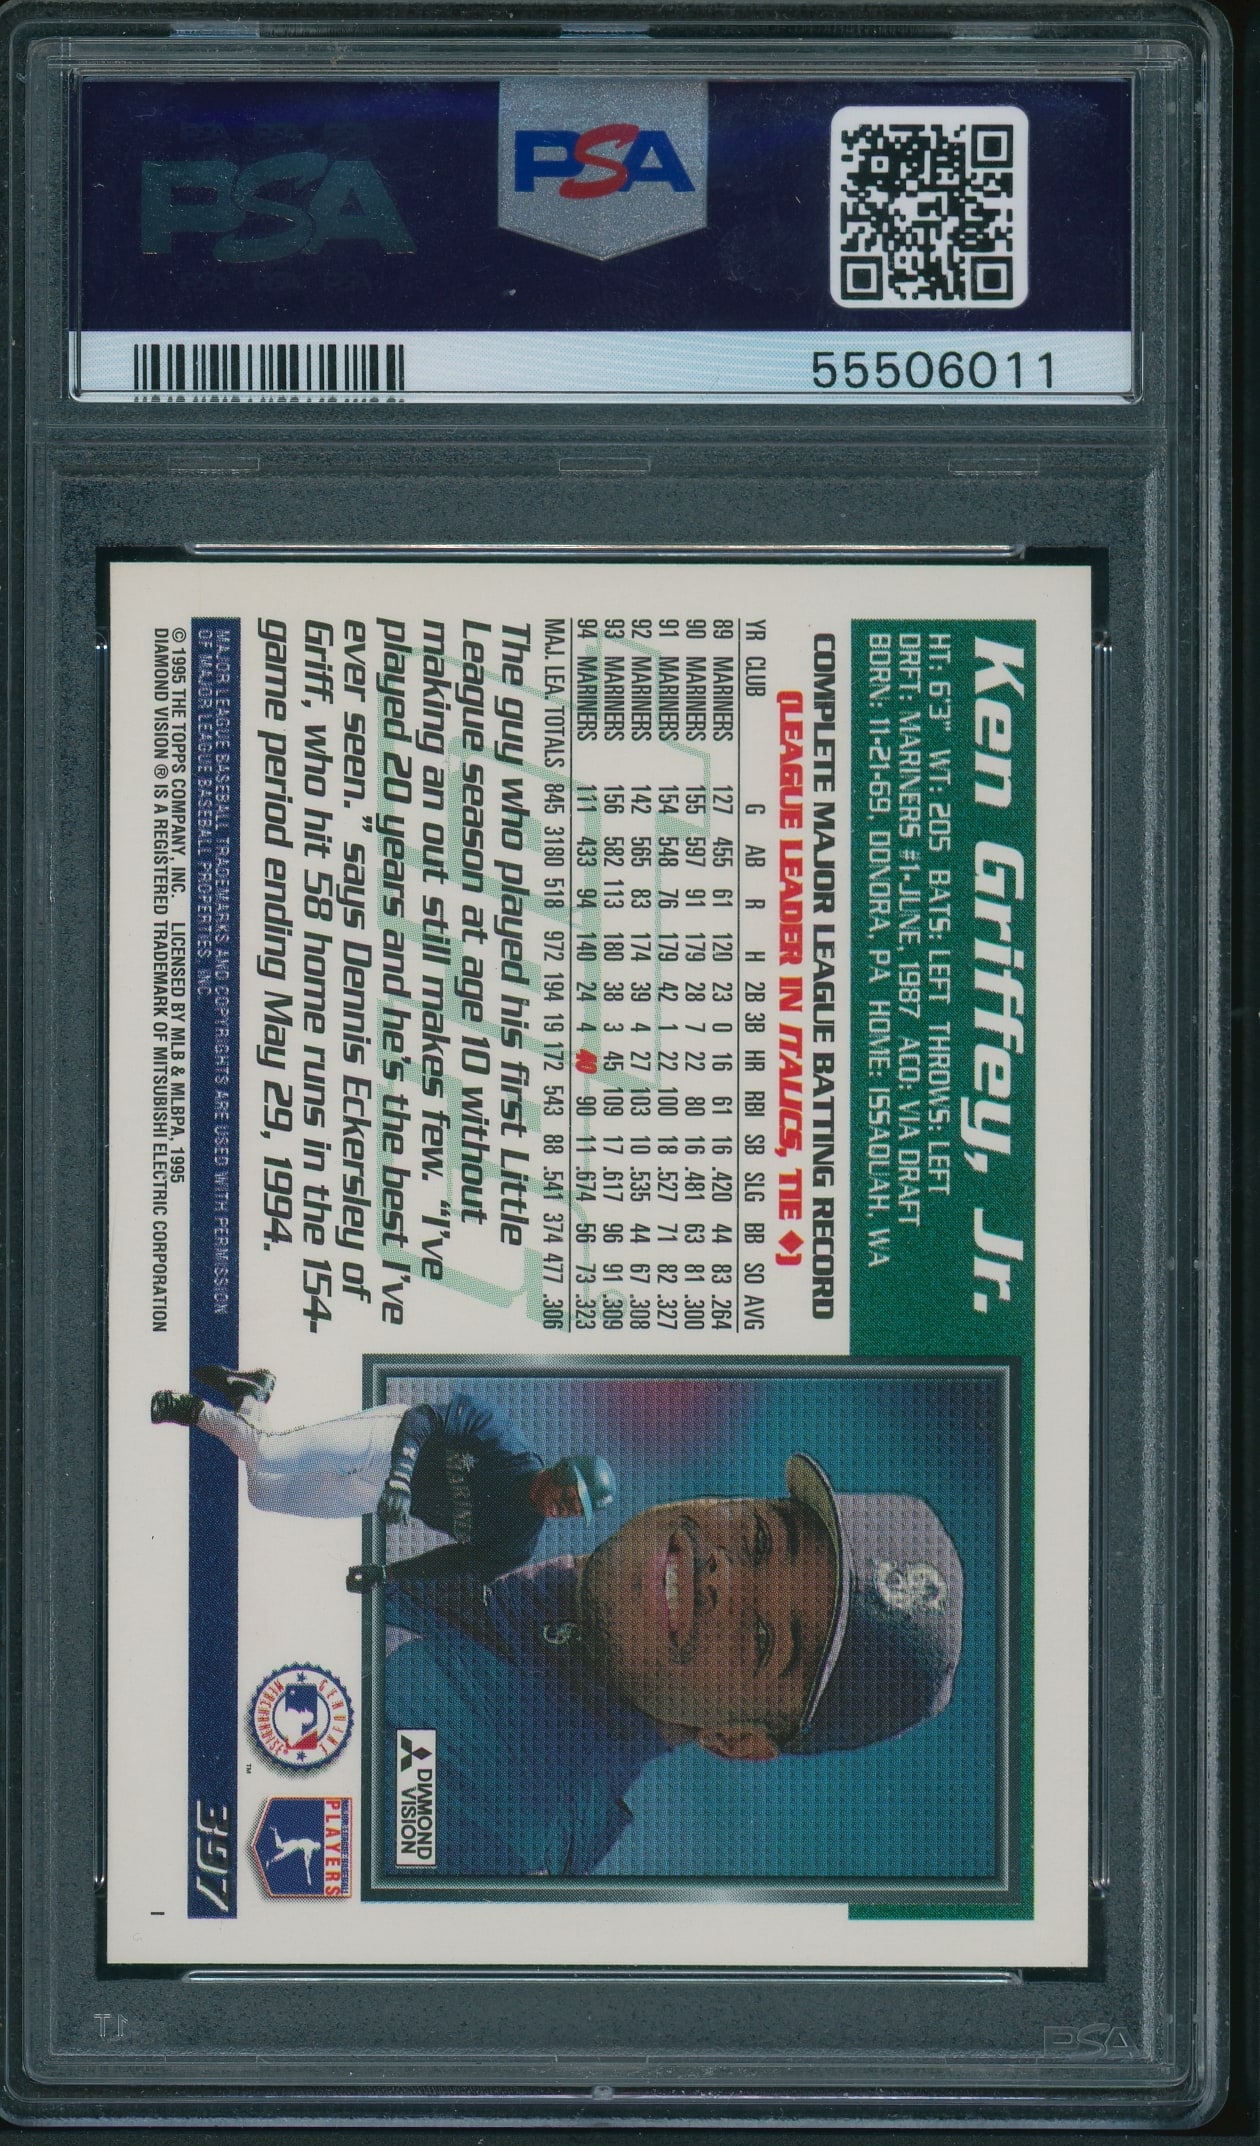 PSA
PSA
55506011
Ken Griffey, Jr.
HT: 6'3" WT: 205 BATS: LEFT THROWS: LEFT
DRFT: MARINERS #1-JUNE, 1987 ACQ: VIA DRAFT
BORN: 11-21-69, DONORA, PA HOME: ISSAQUAH, WA
COMPLETE MAJOR LEAGUE BATTING RECORD
(LEAGUE LEADER IN ITALICS, TIE ♦)
YR CLUB G AB R H 2B 3B HR RBI SB SLG BB SO AVG
89 MARINERS 127 455 61 120 23 0 16 61 16 .420 44 83 .264
90 MARINERS 155 597 91 179 28 7 22 80 16 .481 63 81 .300
91 MARINERS 154 548 76 179 42 1 22 100 18 .527 71 82 .327
92 MARINERS 142 565 83 174 39 4 27 103 10 .535 44 67 .308
93 MARINERS 156 582 113 180 38 3 45 109 17 .617 96 91 .309
94 MARINERS 111 433 94 140 24 4 40 90 11 .674 56 73 .323
MAJ. LEA. TOTALS 845 3180 518 972 194 19 172 543 88 .541 374 477 .306
The guy who played his first Little
League season at age 10 without
making an out still makes few. "I've
played 20 years and he's the best I've
ever seen," says Dennis Eckersley of
Griff, who hit 58 home runs in the 154-
game period ending May 29, 1994.
MAJOR LEAGUE BASEBALL TRADEMARKS AND COPYRIGHTS ARE USED WITH PERMISSION
OF MAJOR LEAGUE BASEBALL PROPERTIES, INC.
© 1995 THE TOPPS COMPANY, INC. LICENSED BY MLB & MLBPA, 1995
DIAMOND VISION ® IS A REGISTERED TRADEMARK OF MITSUBISHI ELECTRIC CORPORATION
DIAMOND
VISION
GENUINE
MERCHANDISE
TM
MAJOR LEAGUE BASEBALL
PLAYERS
397
I
PSA